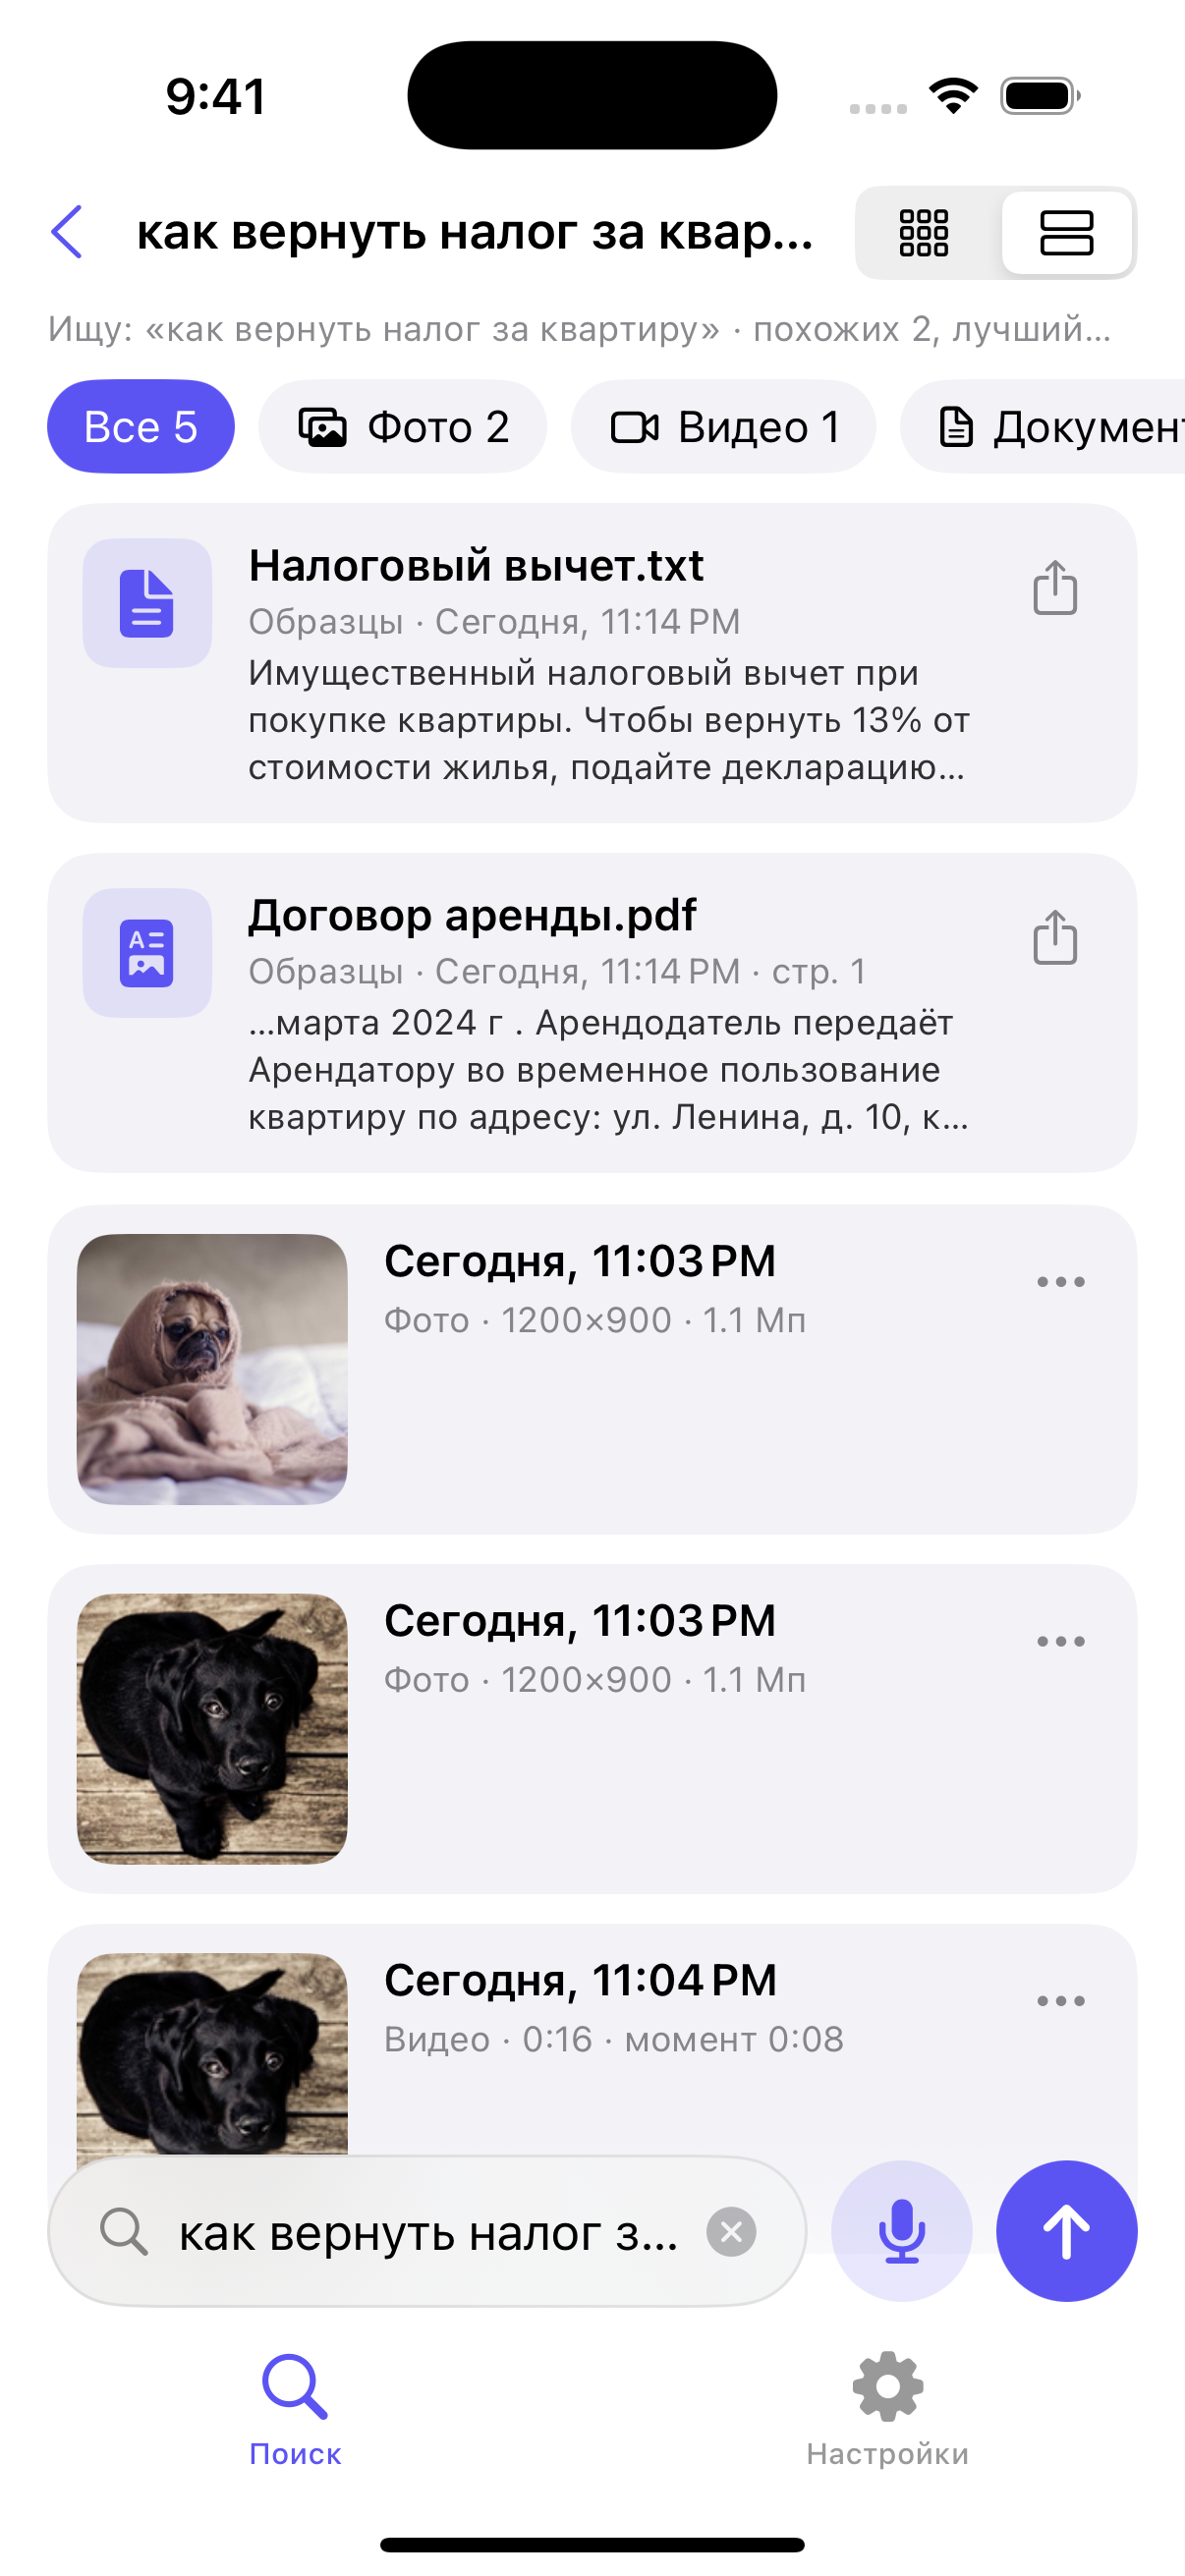 9:41
как вернуть налог за квар...
Ищу: «как вернуть налог за квартиру» · похожих 2, лучший...
Все 5
Фото 2
Видео 1
Докумен
Налоговый вычет.txt
Образцы · Сегодня, 11:14 PM
Имущественный налоговый вычет при
покупке квартиры. Чтобы вернуть 13% от
стоимости жилья, подайте декларацию...
Договор аренды.pdf
Образцы · Сегодня, 11:14 PM · стр. 1
...марта 2024 г . Арендодатель передаёт
Арендатору во временное пользование
квартиру по адресу: ул. Ленина, д. 10, к...
Сегодня, 11:03 PM
Фото · 1200×900 · 1.1 Мп
Сегодня, 11:03 PM
Фото · 1200×900 · 1.1 Мп
Сегодня, 11:04 PM
Видео · 0:16 · момент 0:08
как вернуть налог з...
Поиск
Настройки